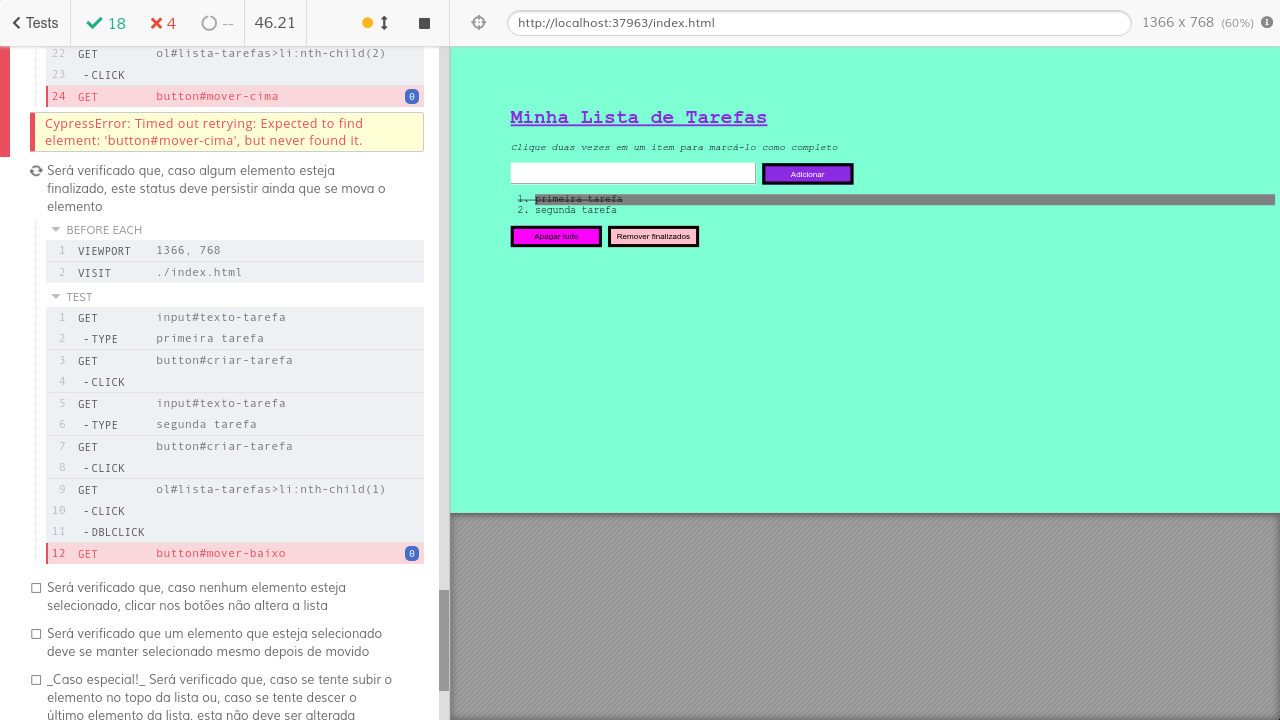 Tests
18
4
--
46.21
http://localhost:37963/index.html
1366 x 768 (60%)
22 GET ol#lista-tarefas>li:nth-child(2)
23 -CLICK
24 GET button#mover-cima 0
CypressError: Timed out retrying: Expected to find
element: 'button#mover-cima', but never found it.
Será verificado que, caso algum elemento esteja
finalizado, este status deve persistir ainda que se mova o
elemento
BEFORE EACH
1 VIEWPORT 1366, 768
2 VISIT ./index.html
TEST
1 GET input#texto-tarefa
2 -TYPE primeira tarefa
3 GET button#criar-tarefa
4 -CLICK
5 GET input#texto-tarefa
6 -TYPE segunda tarefa
7 GET button#criar-tarefa
8 -CLICK
9 GET ol#lista-tarefas>li:nth-child(1)
10 -CLICK
11 -DBLCLICK
12 GET button#mover-baixo 0
Será verificado que, caso nenhum elemento esteja
selecionado, clicar nos botões não altera a lista
Será verificado que um elemento que esteja selecionado
deve se manter selecionado mesmo depois de movido
_Caso especial!_ Será verificado que, caso se tente subir o
elemento no topo da lista ou, caso se tente descer o
último elemento da lista, esta não deve ser alterada
Minha Lista de Tarefas
Clique duas vezes em um item para marcá-lo como completo
Adicionar
1. primeira tarefa
2. segunda tarefa
Apagar tudo
Remover finalizados